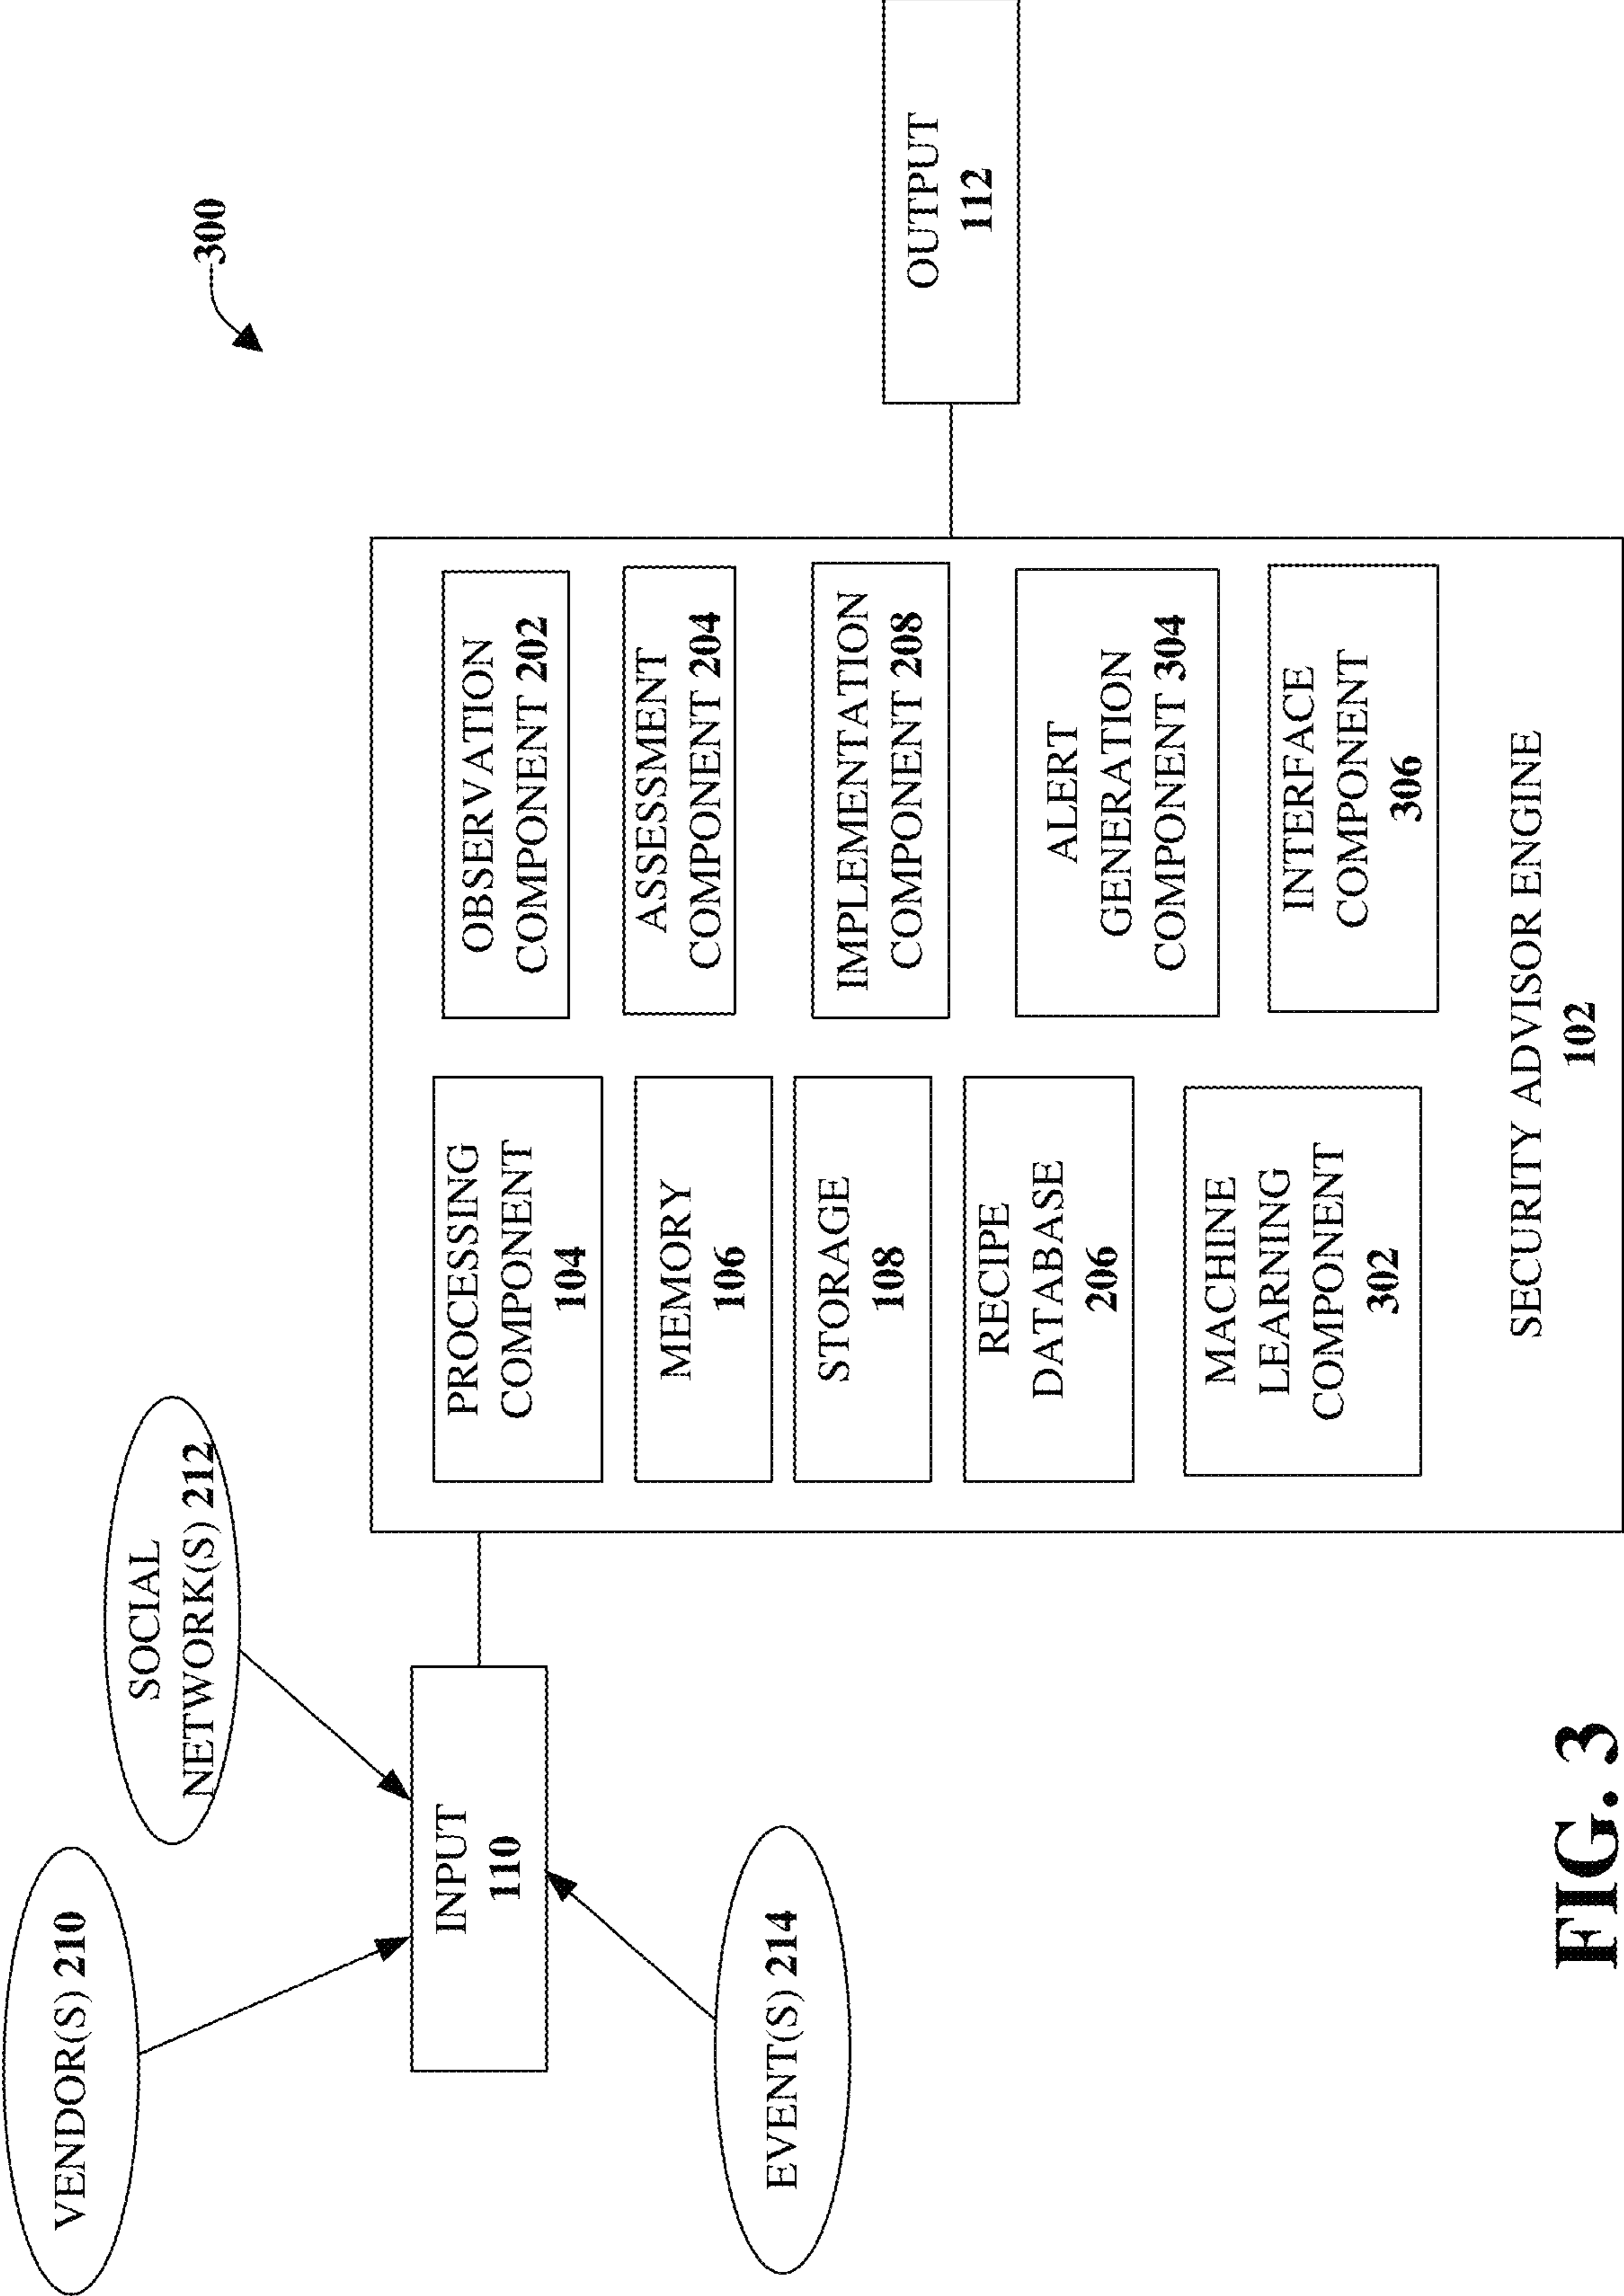 300
VENDOR(S) 210
SOCIAL
NETWORK(S) 212
INPUT
110
EVENT(S) 214
PROCESSING
COMPONENT
104
MEMORY
106
STORAGE
108
RECIPE
DATABASE
206
MACHINE
LEARNING
COMPONENT
302
OBSERVATION
COMPONENT 202
ASSESSMENT
COMPONENT 204
IMPLEMENTATION
COMPONENT 208
ALERT
GENERATION
COMPONENT 304
INTERFACE
COMPONENT
306
SECURITY ADVISOR ENGINE
102
OUTPUT
112
FIG. 3